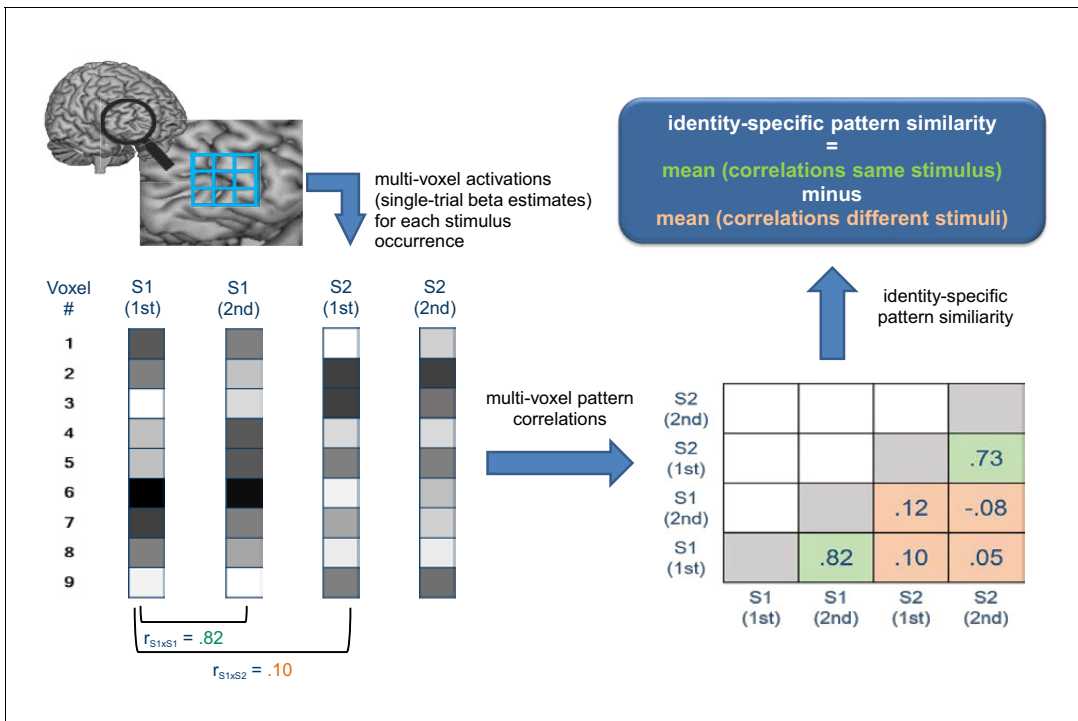 identity-specific pattern similarity
=
mean (correlations same stimulus)
minus
mean (correlations different stimuli)
multi-voxel activations
(single-trial beta estimates)
for each stimulus
occurrence
Voxel
#
S1
(1st)
S1
(2nd)
S2
(1st)
S2
(2nd)
1
2
3
4
5
6
7
8
9
rS1xS1 = .82
rS1xS2 = .10
multi-voxel pattern
correlations
identity-specific
pattern similiarity
S2
(2nd)
S2
(1st)
.73
S1
(2nd)
.12 -.08
S1
(1st)
.82 .10 .05
S1
(1st)
S1
(2nd)
S2
(1st)
S2
(2nd)